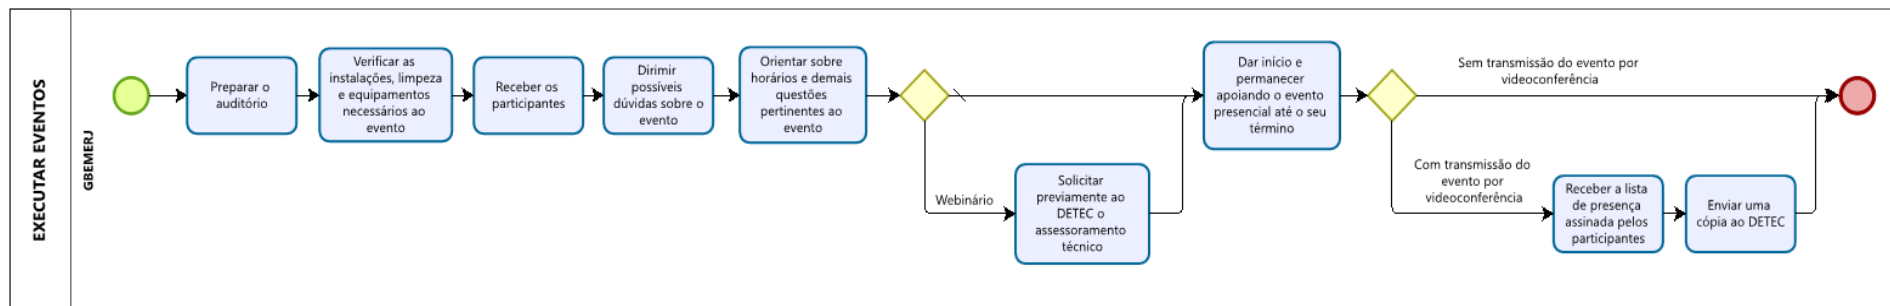 EXECUTAR EVENTOS
GBEMERJ
Preparar o
auditório
Verificar as
instalações, limpeza
e equipamentos
necessários ao
evento
Receber os
participantes
Dirimir
possíveis
dúvidas sobre o
evento
Orientar sobre
horários e demais
questões
pertinentes ao
evento
Webinário
Solicitar
previamente ao
DETEC o
assessoramento
técnico
Dar início e
permanecer
apoiando o evento
presencial até o seu
término
Sem transmissão do evento por
videoconferência
Com transmissão do
evento por
videoconferência
Receber a lista
de presença
assinada pelos
participantes
Enviar uma
cópia ao DETEC